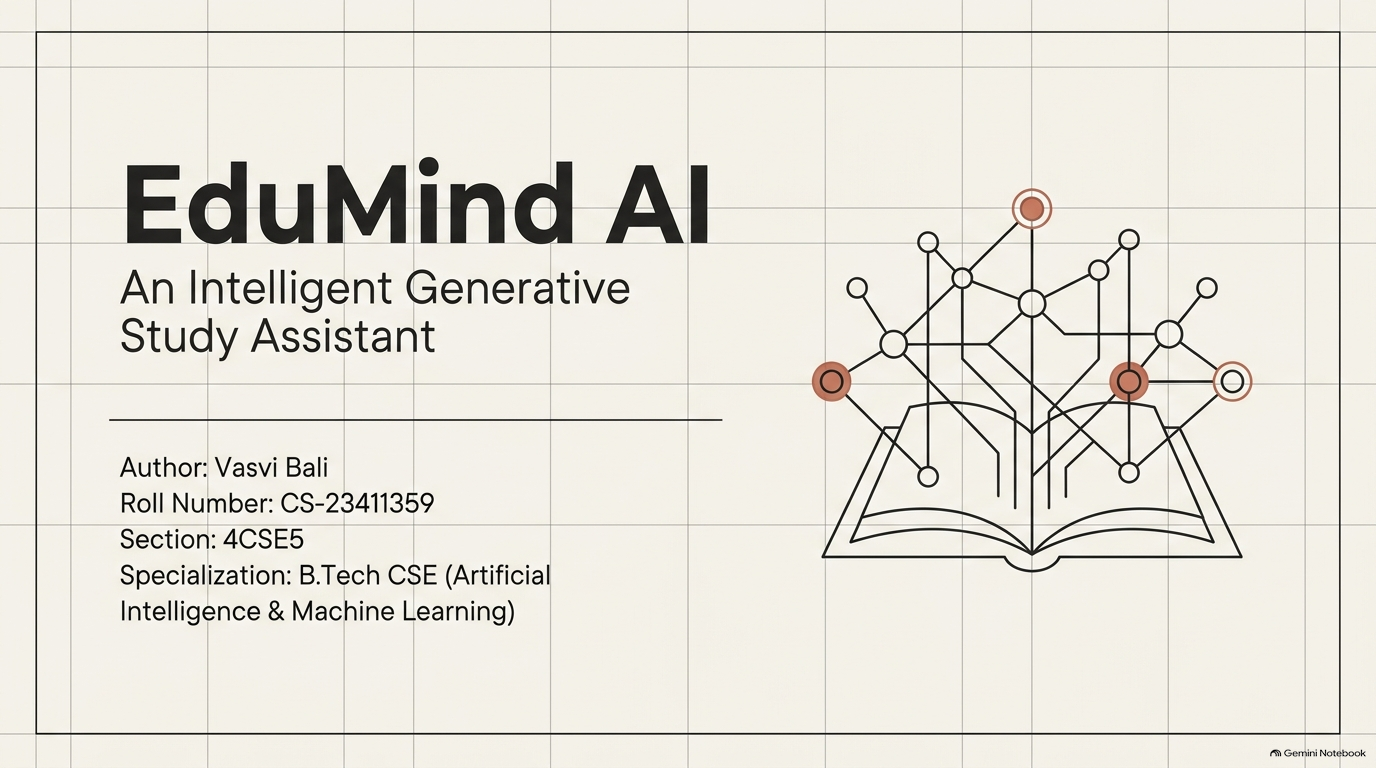 EduMind AI
An Intelligent Generative
Study Assistant
Author: Vasvi Bali
Roll Number: CS-23411359
Section: 4CSE5
Specialization: B.Tech CSE (Artificial
Intelligence & Machine Learning)
Gemini Notebook